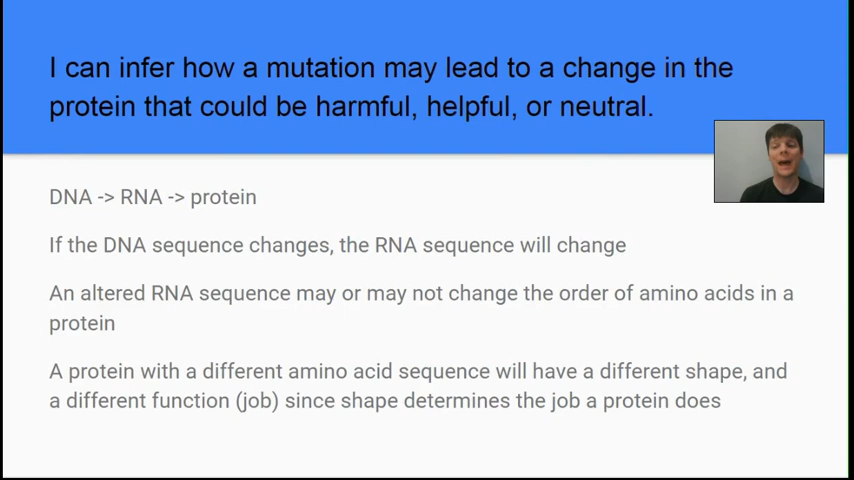 I can infer how a mutation may lead to a change in the
protein that could be harmful, helpful, or neutral.
DNA -> RNA -> protein
If the DNA sequence changes, the RNA sequence will change
An altered RNA sequence may or may not change the order of amino acids in a
protein
A protein with a different amino acid sequence will have a different shape, and
a different function (job) since shape determines the job a protein does